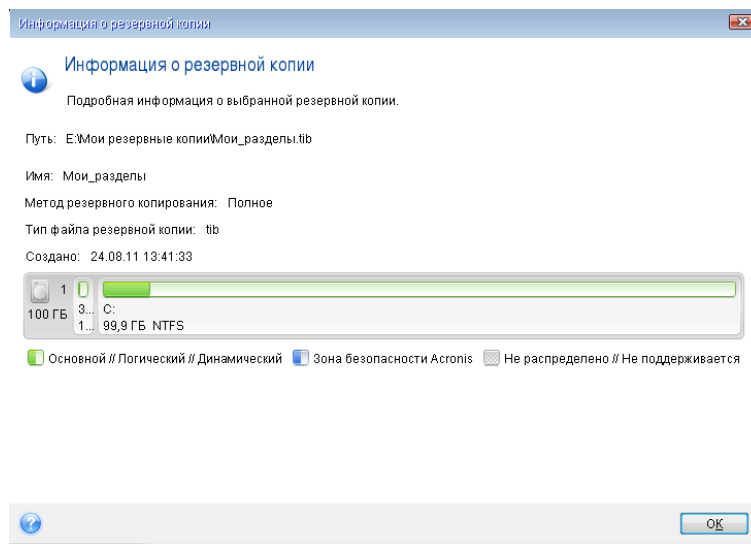 Информация о резервной копии
Информация о резервной копии
Подробная информация о выбранной резервной копии.
Путь: E:\Мои резервные копии\Мои_разделы.tib
Имя: Мои_разделы
Метод резервного копирования: Полное
Тип файла резервной копии: tib
Создано: 24.08.11 13:41:33
1
100 ГБ
З...
1...
C:
99,9 ГБ NTFS
Основной // Логический // Динамический Зона безопасности Acronis Не распределено // Не поддерживается
OK